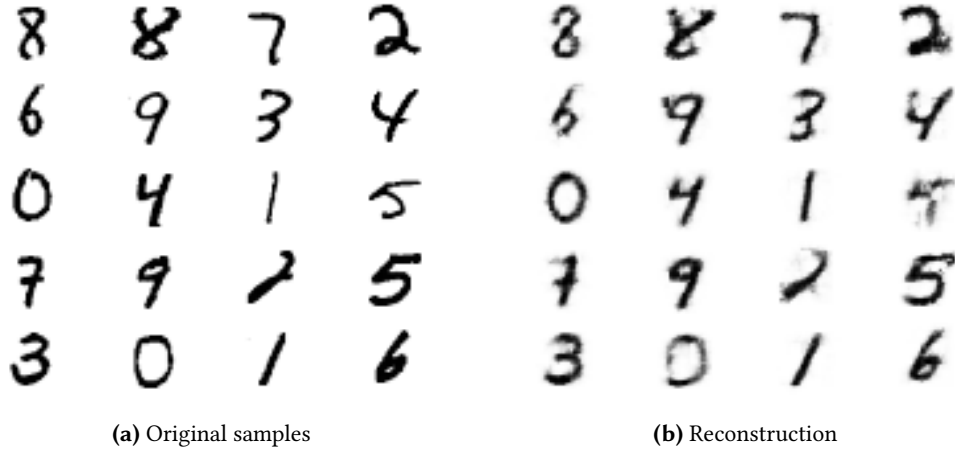 8 8 7 2 8 8 7 2
6 9 3 4 6 9 3 4
0 4 1 5 0 4 1
7 9 2 5 7 9 2 5
3 0 1 6 3 0 1 6
(a) Original samples
(b) Reconstruction